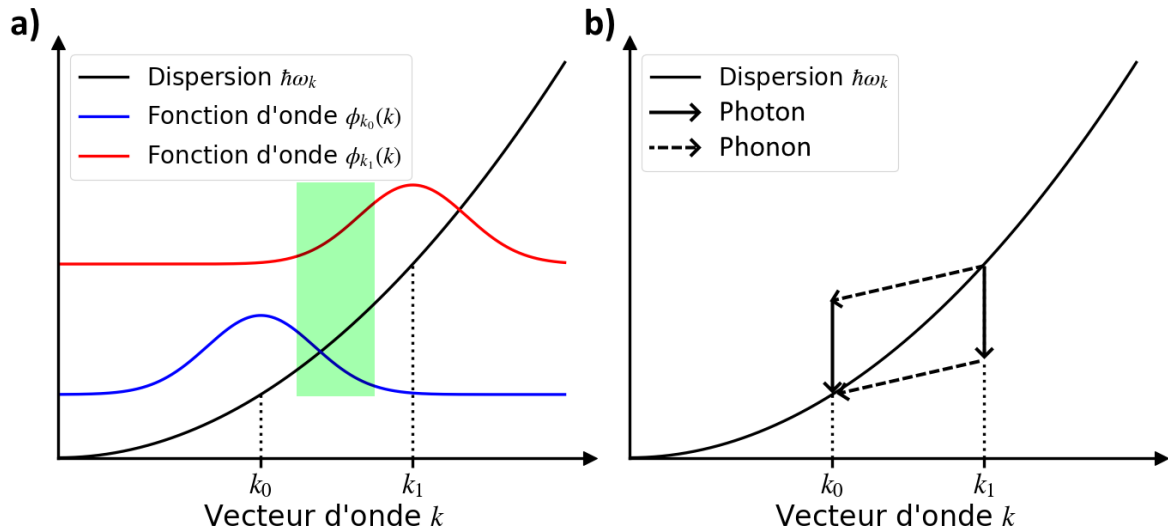 a)
Dispersion ħω_k
Fonction d'onde ϕ_{k_0}(k)
Fonction d'onde ϕ_{k_1}(k)
k_0
k_1
Vecteur d'onde k
b)
Dispersion ħω_k
Photon
Phonon
k_0
k_1
Vecteur d'onde k